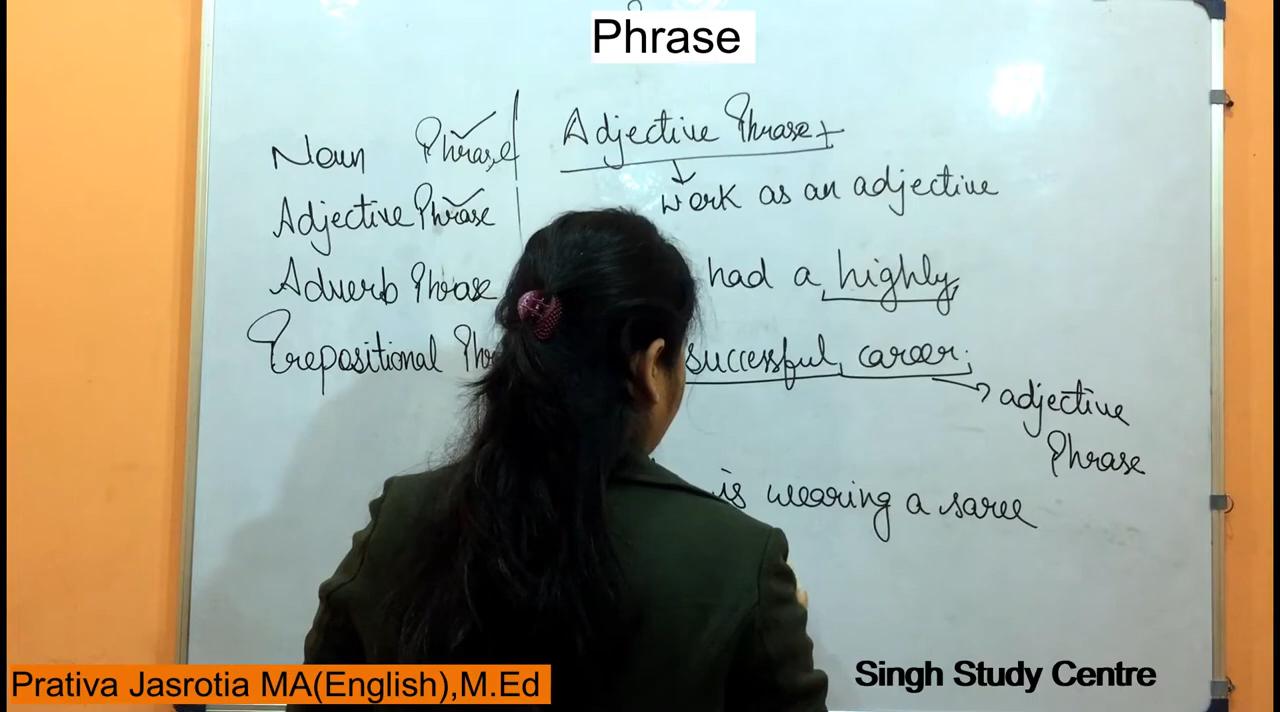 Phrase
Noun Phrase
Adjective Phrase
Adverb Phrase
Prepositional
Adjective Phrase
work as an adjective
had a highly
successful career.
adjective
Phrase
is wearing a saree
Prativa Jasrotia MA(English),M.Ed
Singh Study Centre